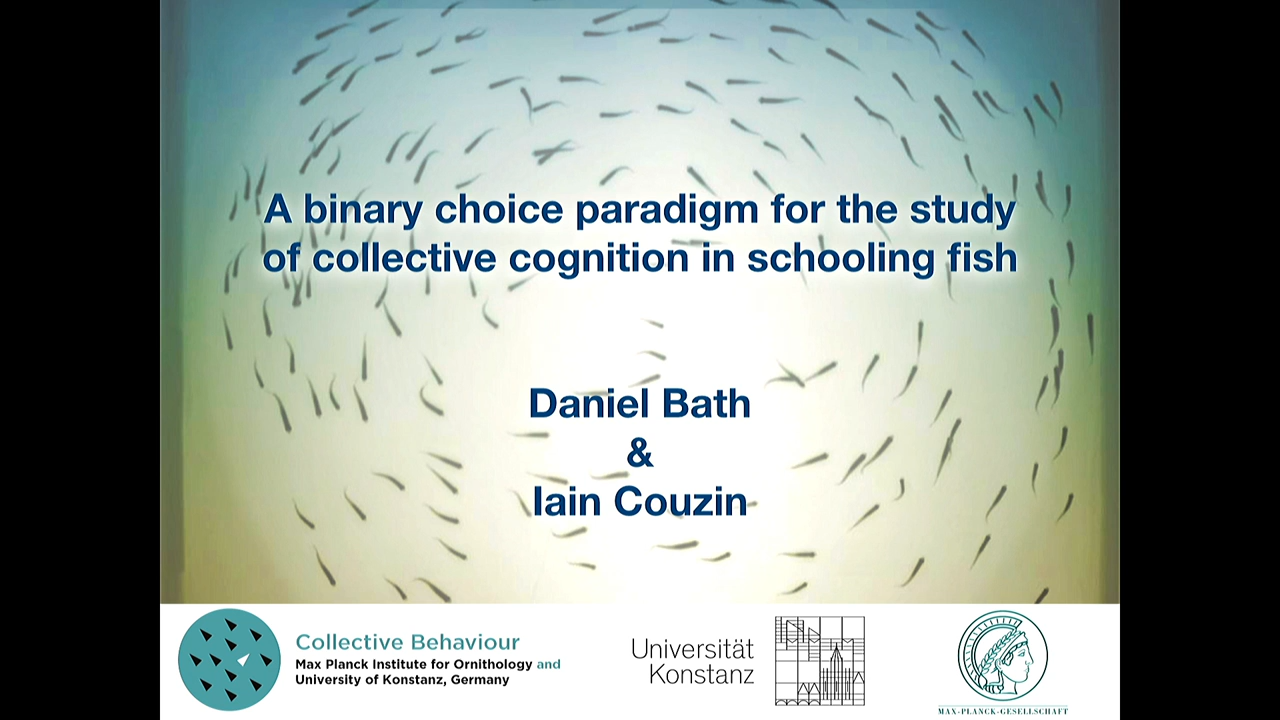 A binary choice paradigm for the study
of collective cognition in schooling fish
Daniel Bath
&
Iain Couzin
Collective Behaviour
Max Planck Institute for Ornithology and
University of Konstanz, Germany
Universität
Konstanz
MAX-PLANCK-GESELLSCHAFT